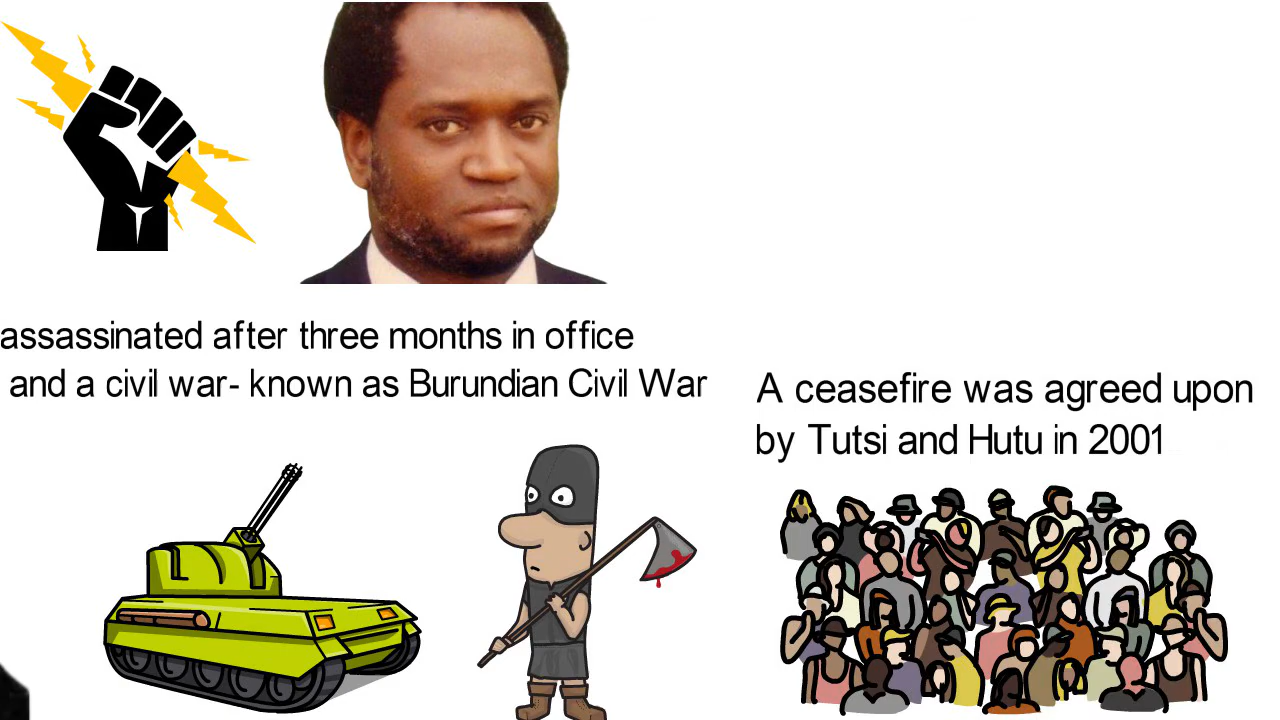 assassinated after three months in office
and a civil war- known as Burundian Civil War
A ceasefire was agreed upon
by Tutsi and Hutu in 2001